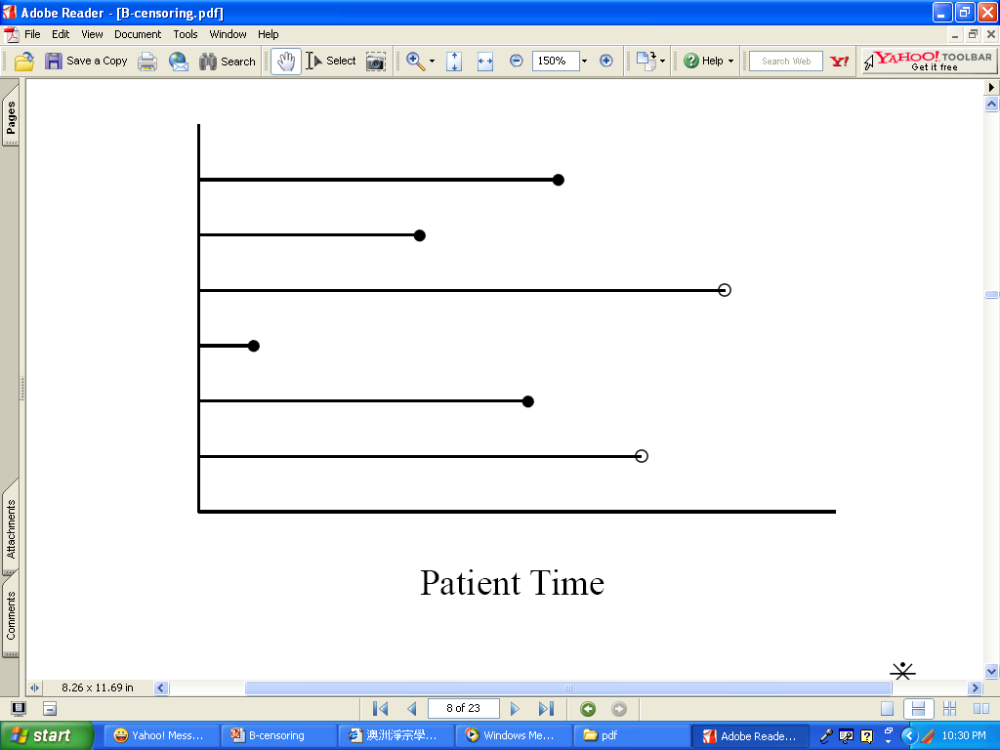 Adobe Reader - [B-censoring.pdf]
File Edit View Document Tools Window Help
Save a Copy Search Select 150% Help Search Web Y! YAHOO! TOOLBAR
Get it free
Pages
Attachments
Comments
Patient Time
8.26 x 11.69 in
8 of 23
start Yahoo! Mess... B-censoring 澳洲淨宗學... Windows Me... pdf Adobe Reade... 10:30 PM